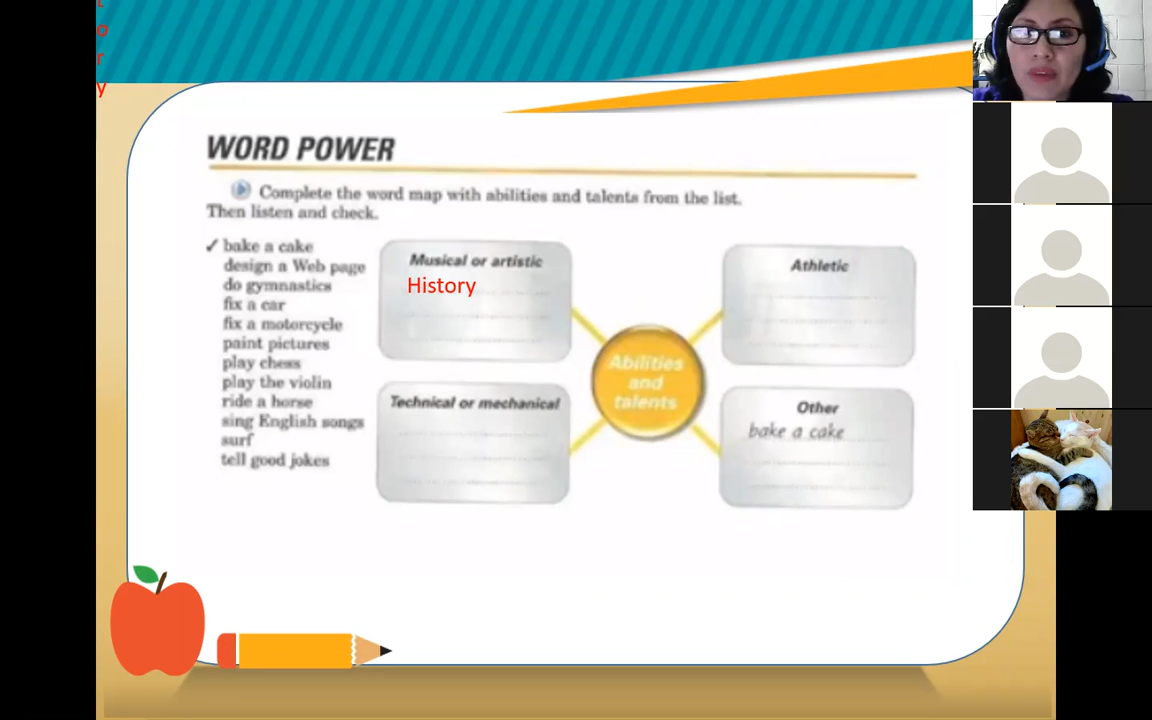 t
o
r
y
WORD POWER
Complete the word map with abilities and talents from the list.
Then listen and check.
✓ bake a cake
design a Web page
do gymnastics
fix a car
fix a motorcycle
paint pictures
play chess
play the violin
ride a horse
sing English songs
surf
tell good jokes
Musical or artistic
History
Athletic
Abilities
and
talents
Technical or mechanical
Other
bake a cake